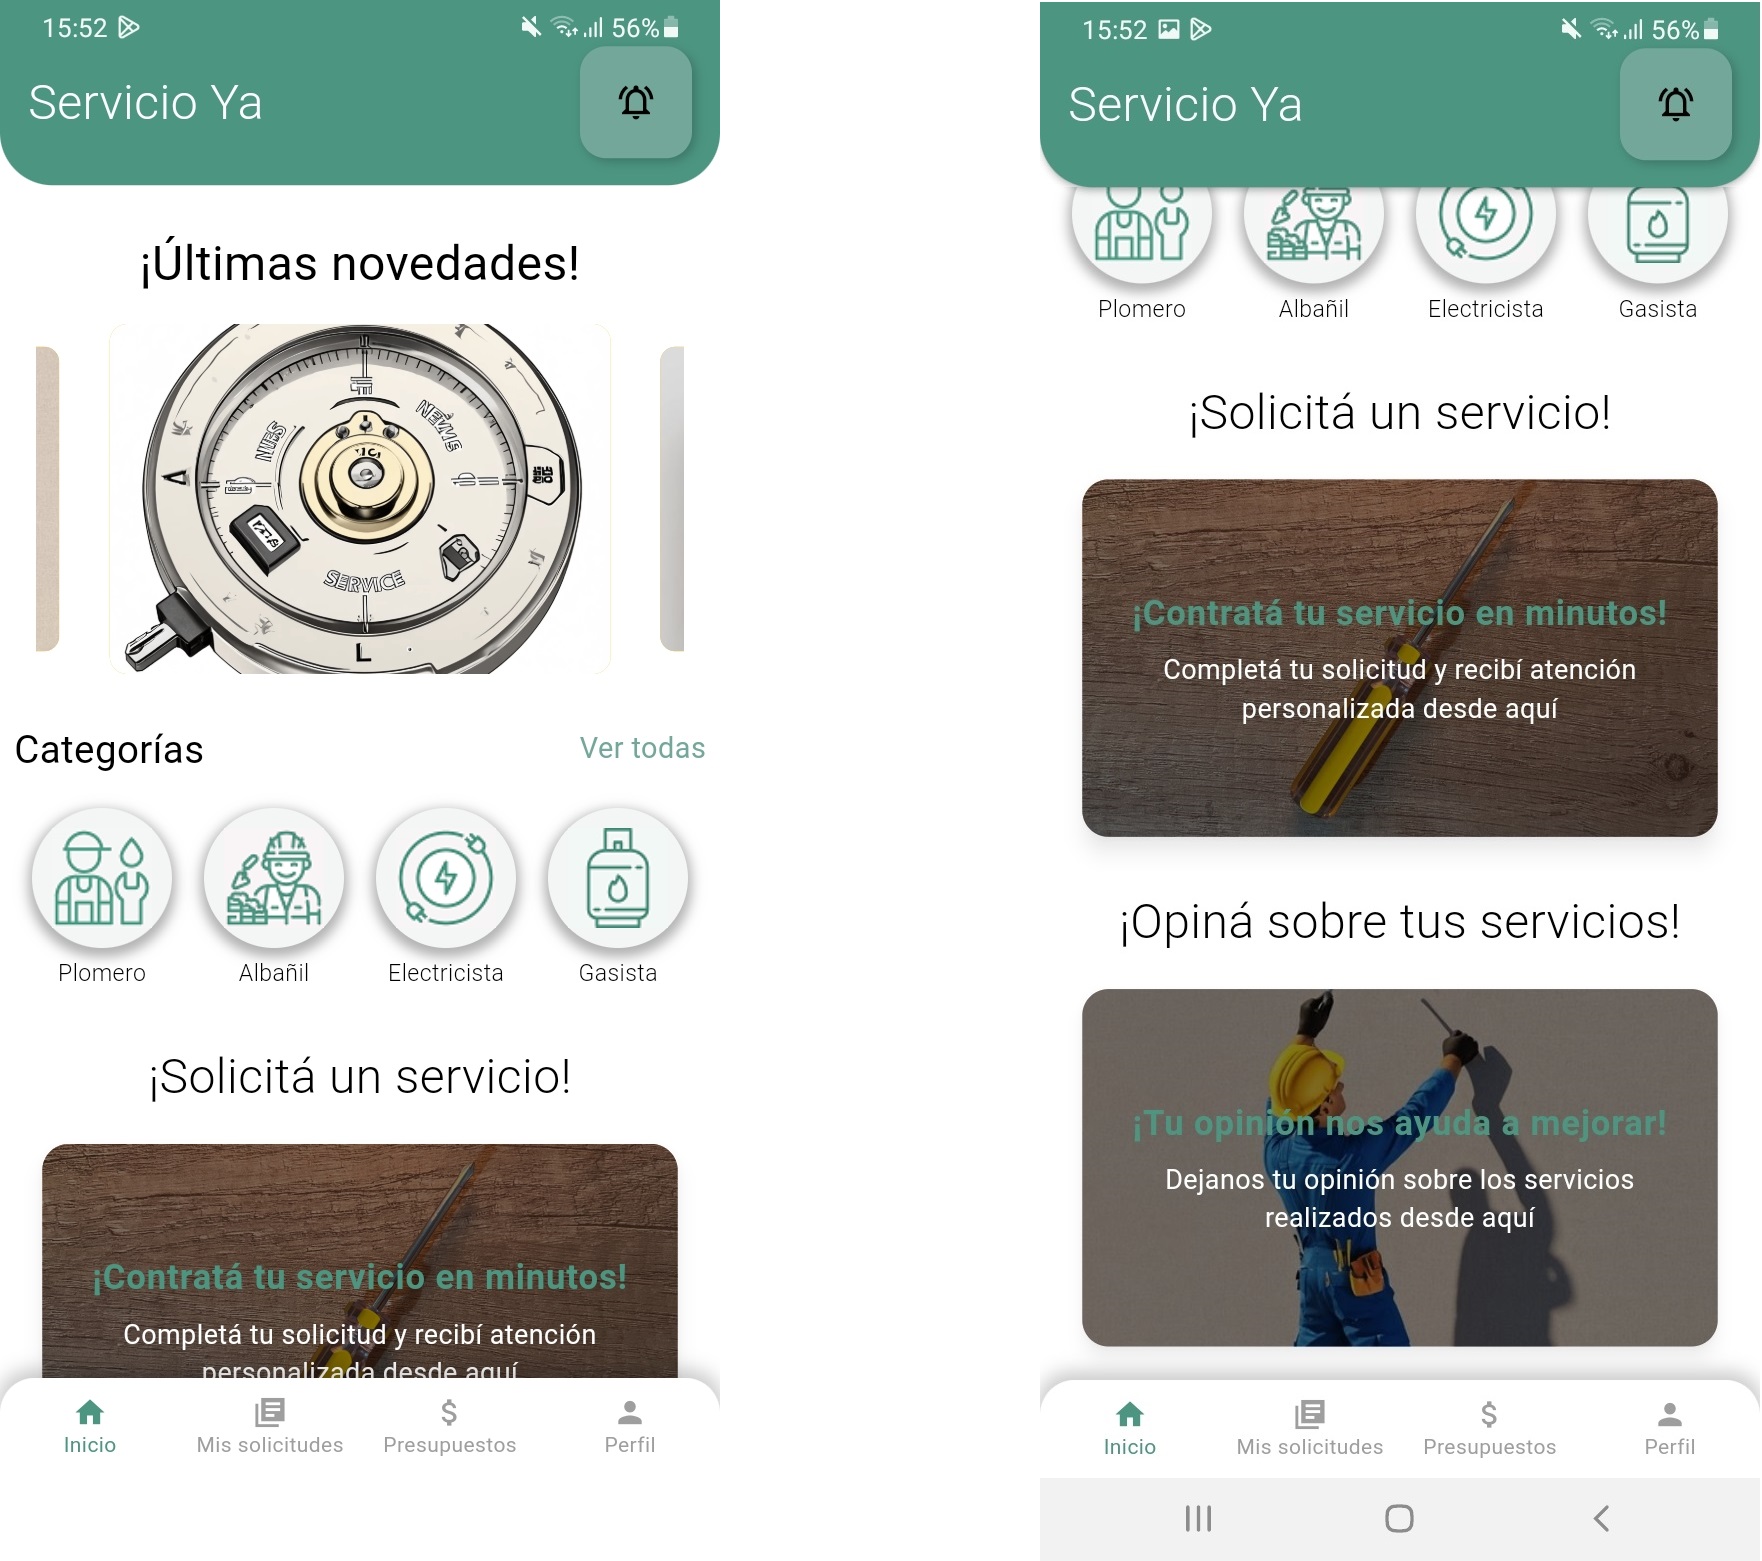 15:52
56%
Servicio Ya
¡Últimas novedades!
SERVICE
A
L
Categorías
Ver todas
Plomero
Albañil
Electricista
Gasista
¡Solicitá un servicio!
¡Contratá tu servicio en minutos!
Completá tu solicitud y recibí atención
personalizada desde aquí
Inicio
Mis solicitudes
Presupuestos
Perfil
15:52
56%
Servicio Ya
Plomero
Albañil
Electricista
Gasista
¡Solicitá un servicio!
¡Contratá tu servicio en minutos!
Completá tu solicitud y recibí atención
personalizada desde aquí
¡Opiná sobre tus servicios!
¡Tu opinión nos ayuda a mejorar!
Dejanos tu opinión sobre los servicios
realizados desde aquí
Inicio
Mis solicitudes
Presupuestos
Perfil